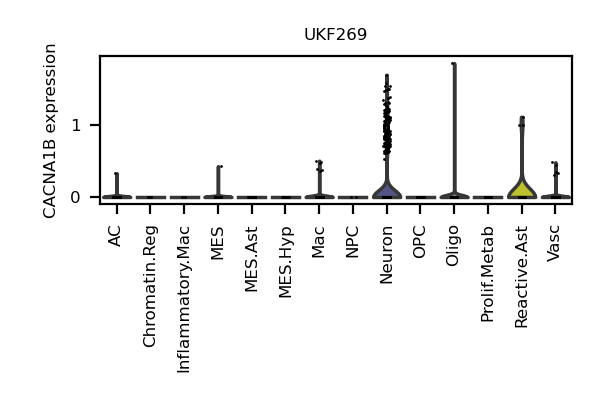 UKF269
CACNA1B expression
1
0
AC
Chromatin.Reg
Inflammatory.Mac
MES
MES.Ast
MES.Hyp
Mac
NPC
Neuron
OPC
Oligo
Prolif.Metab
Reactive.Ast
Vasc